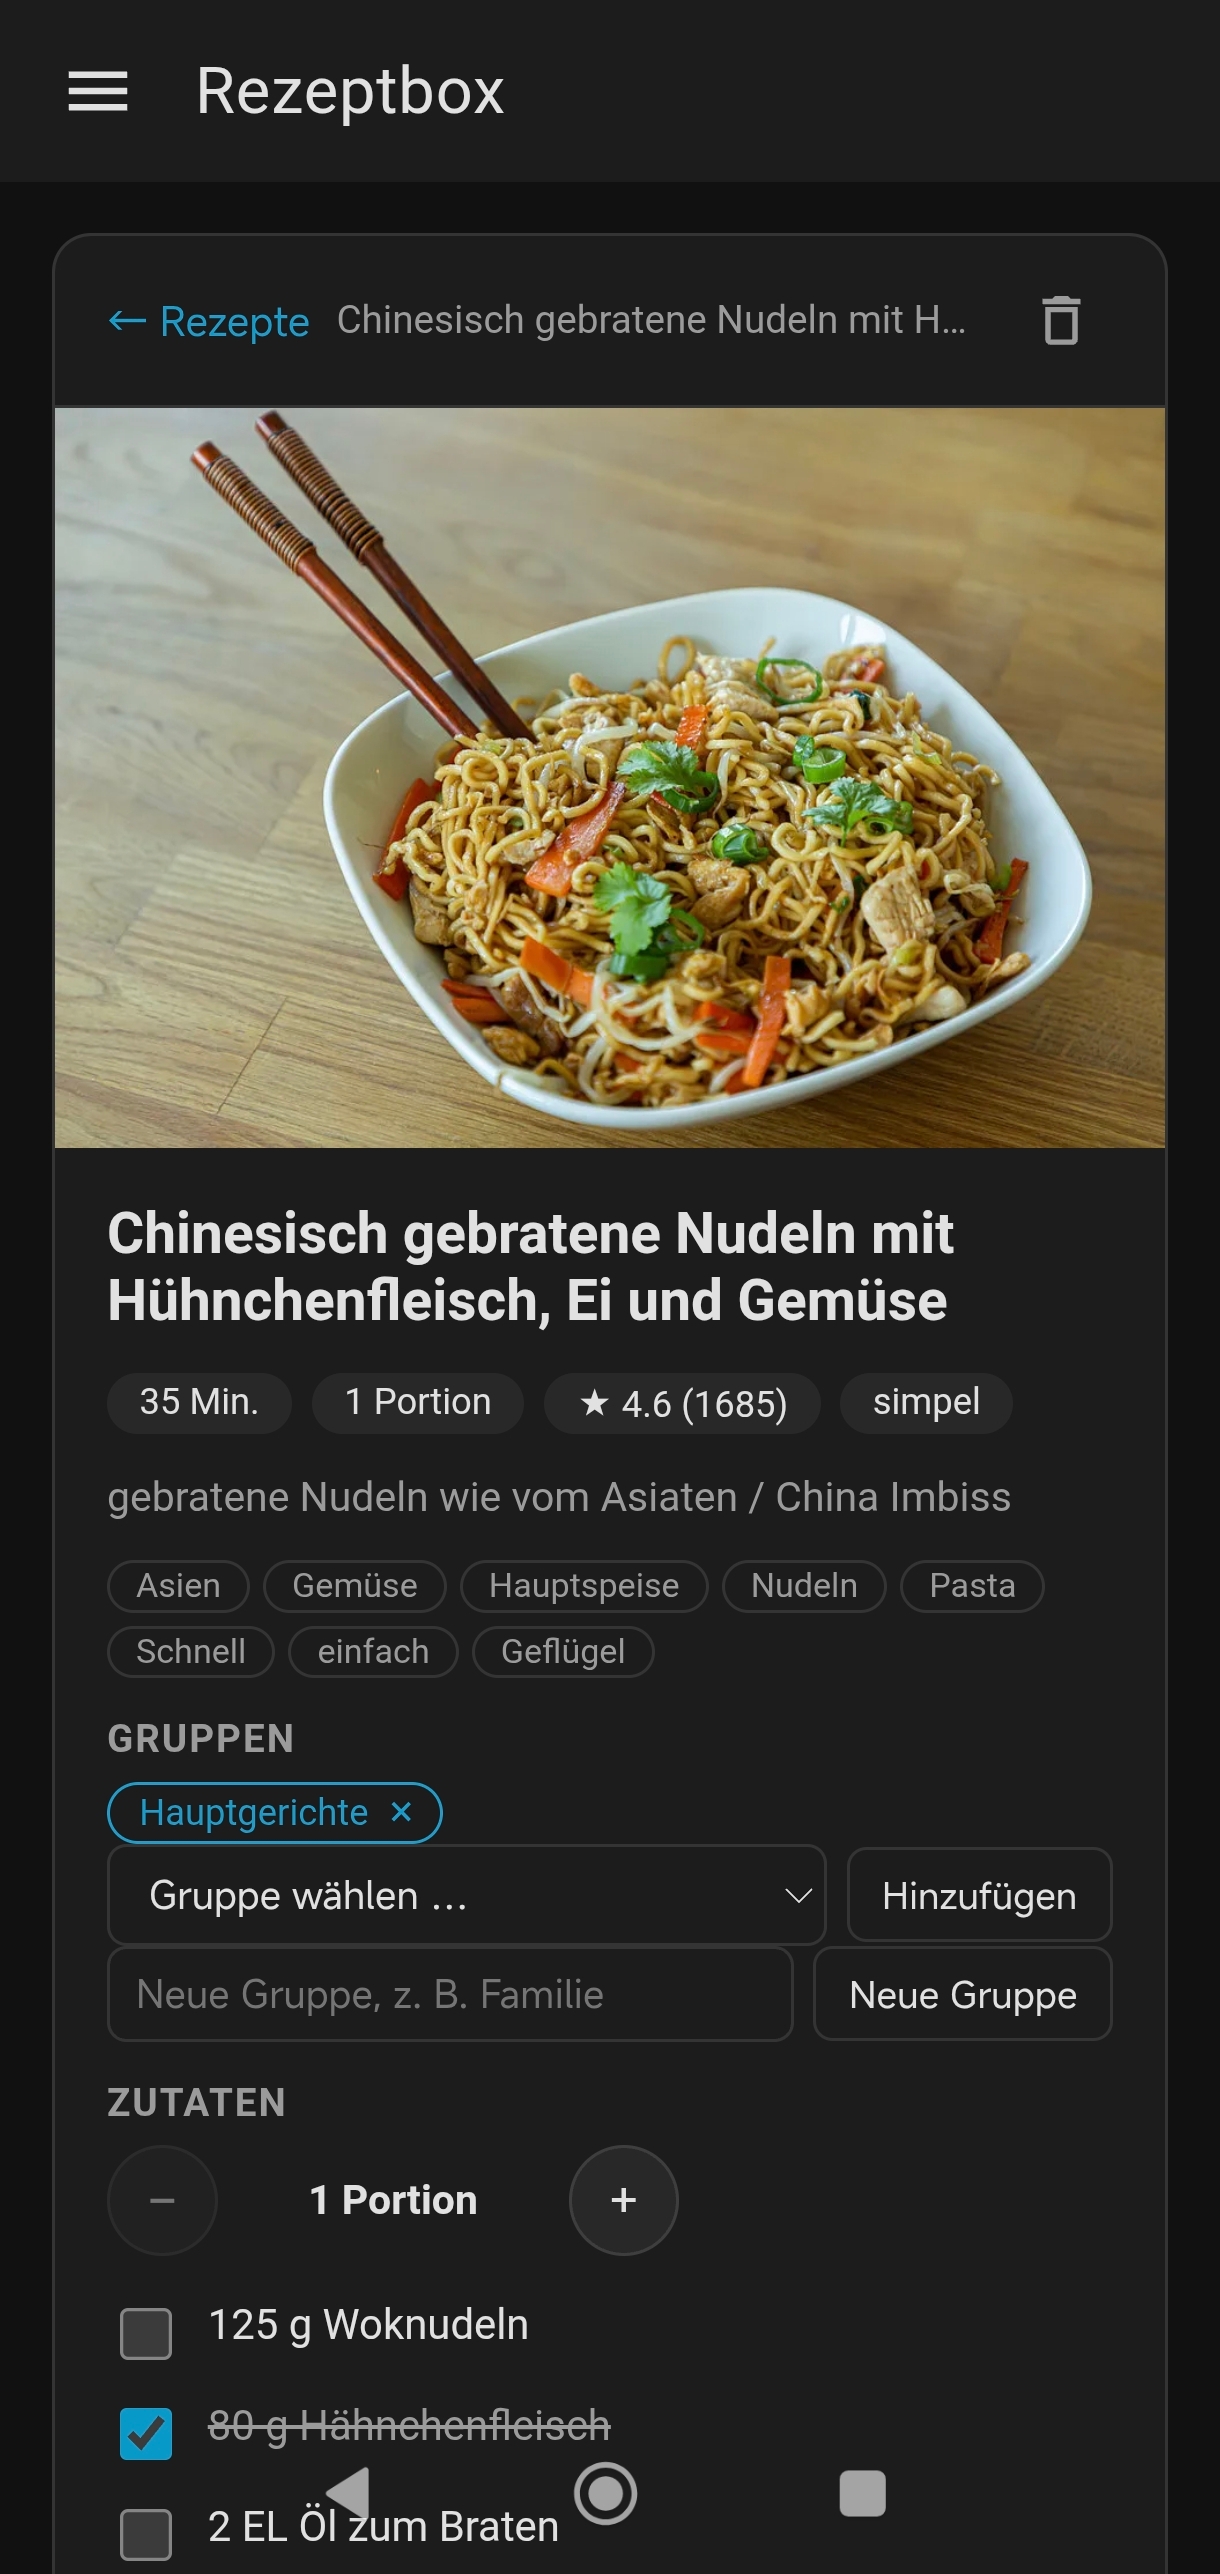 Rezeptbox
← Rezepte Chinesisch gebratene Nudeln mit H...
Chinesisch gebratene Nudeln mit
Hühnchenfleisch, Ei und Gemüse
35 Min. 1 Portion ★ 4.6 (1685) simpel
gebratene Nudeln wie vom Asiaten / China Imbiss
Asien Gemüse Hauptspeise Nudeln Pasta
Schnell einfach Geflügel
GRUPPEN
Hauptgerichte ×
Gruppe wählen ... Hinzufügen
Neue Gruppe, z. B. Familie Neue Gruppe
ZUTATEN
− 1 Portion +
125 g Woknudeln
80 g Hähnchenfleisch
2 EL Öl zum Braten